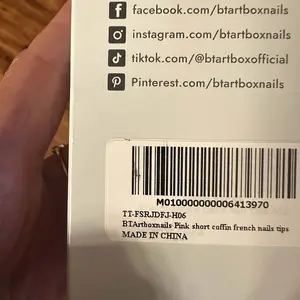 facebook.com/btartboxnails
instagram.com/btartboxnails
tiktok.com/@btartboxofficial
Pinterest.com/btartboxnails
M010000000006413970
TT-FSRJDFJ-H06
BTArtboxnails Pink short coffin french nails tips
MADE IN CHINA